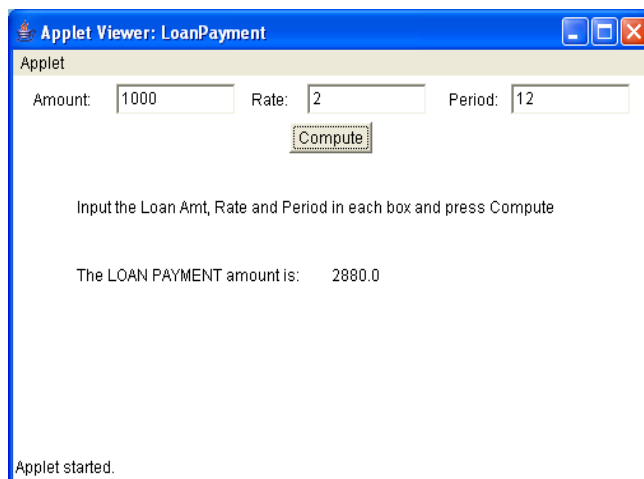 Applet Viewer: LoanPayment
Applet
Amount: 1000 Rate: 2 Period: 12
Compute
Input the Loan Amt, Rate and Period in each box and press Compute
The LOAN PAYMENT amount is: 2880.0
Applet started.